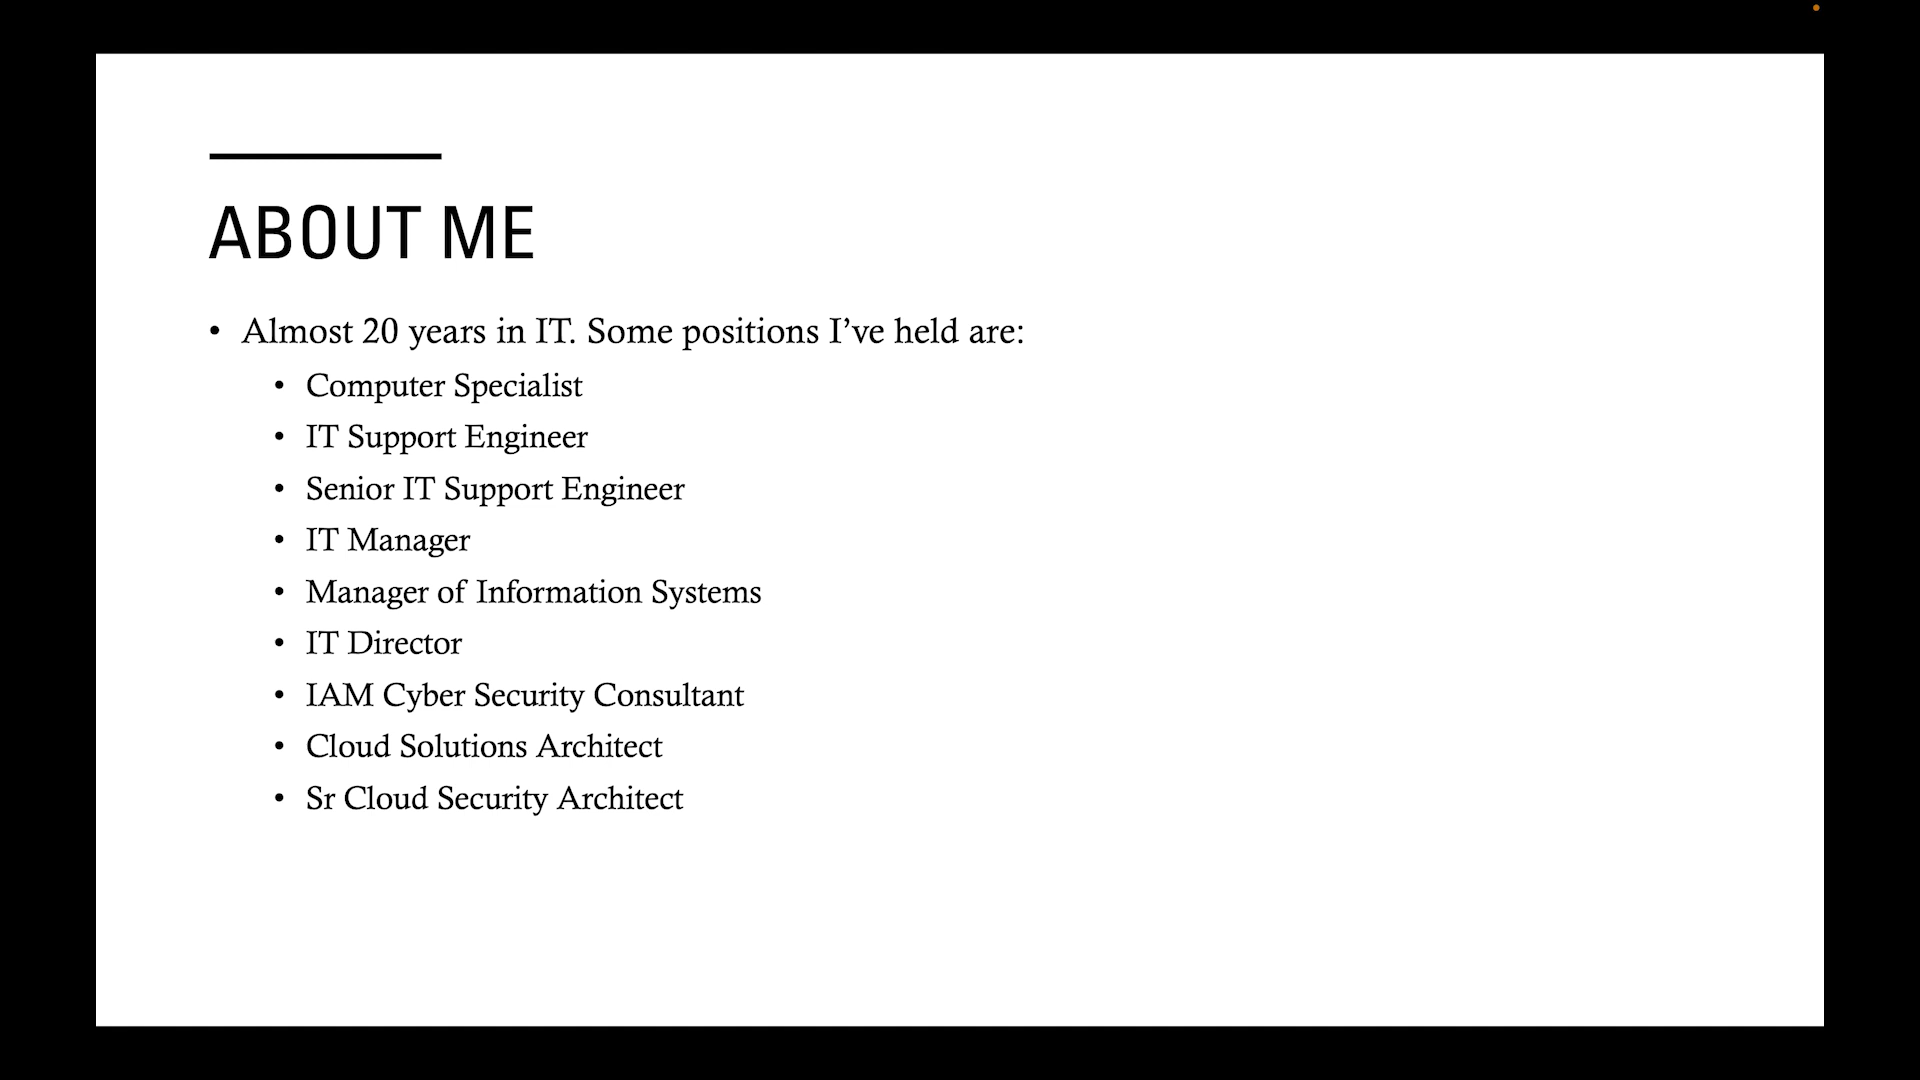 ABOUT ME
• Almost 20 years in IT. Some positions I’ve held are:
• Computer Specialist
• IT Support Engineer
• Senior IT Support Engineer
• IT Manager
• Manager of Information Systems
• IT Director
• IAM Cyber Security Consultant
• Cloud Solutions Architect
• Sr Cloud Security Architect